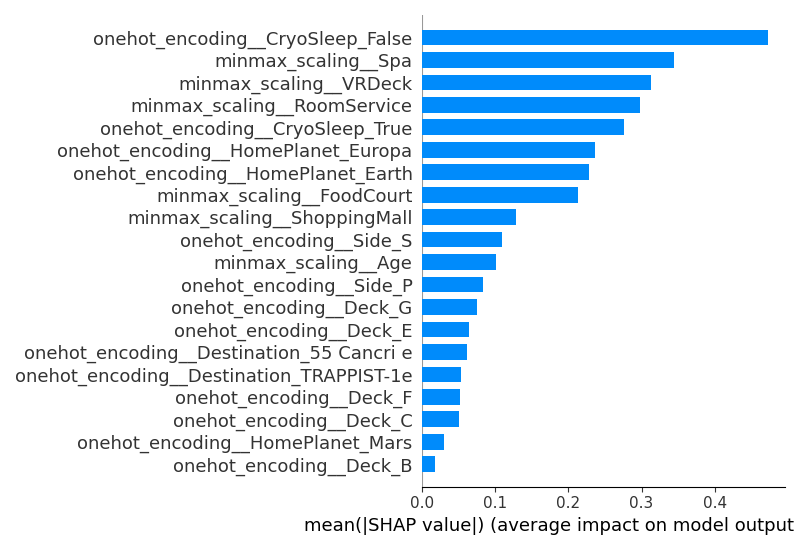 onehot_encoding__CryoSleep_False
minmax_scaling__Spa
minmax_scaling__VRDeck
minmax_scaling__RoomService
onehot_encoding__CryoSleep_True
onehot_encoding__HomePlanet_Europa
onehot_encoding__HomePlanet_Earth
minmax_scaling__FoodCourt
minmax_scaling__ShoppingMall
onehot_encoding__Side_S
minmax_scaling__Age
onehot_encoding__Side_P
onehot_encoding__Deck_G
onehot_encoding__Deck_E
onehot_encoding__Destination_55 Cancri e
onehot_encoding__Destination_TRAPPIST-1e
onehot_encoding__Deck_F
onehot_encoding__Deck_C
onehot_encoding__HomePlanet_Mars
onehot_encoding__Deck_B
0.0 0.1 0.2 0.3 0.4
mean(|SHAP value|) (average impact on model output